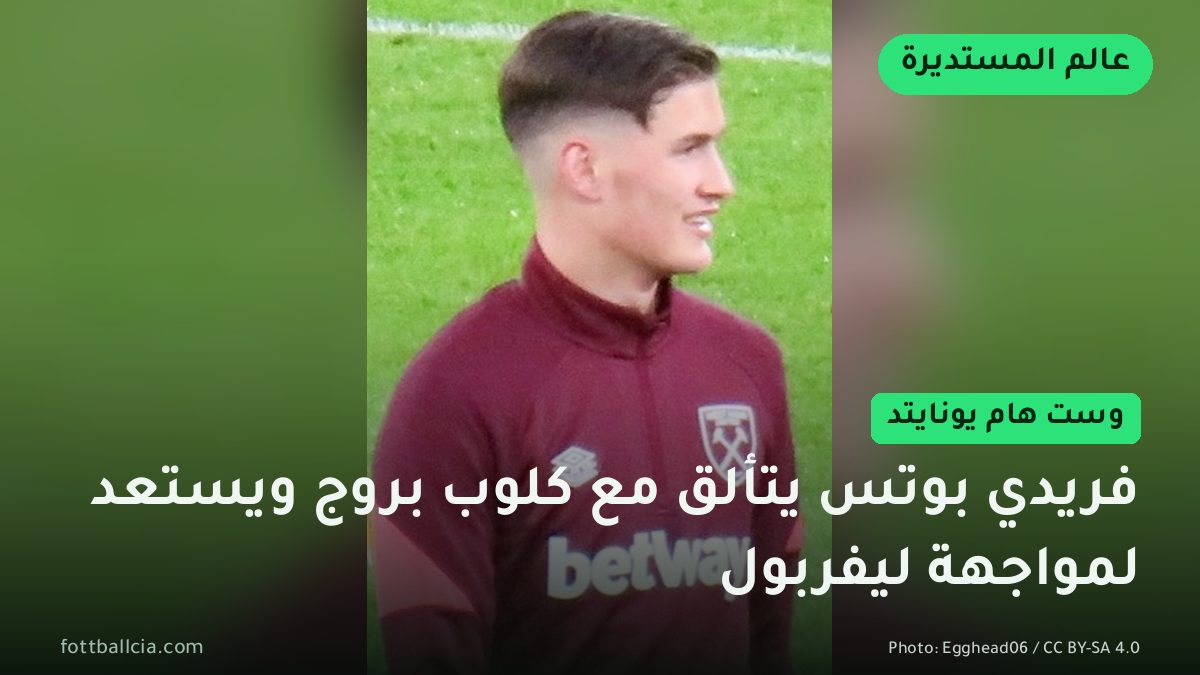 عالم المستديرة
وست هام يونايتد
فريدي بوتس يتألق مع كلوب بروج ويستعد
لمواجهة ليفربول
betway
fottballcia.com
Photo: Egghead06 / CC BY-SA 4.0